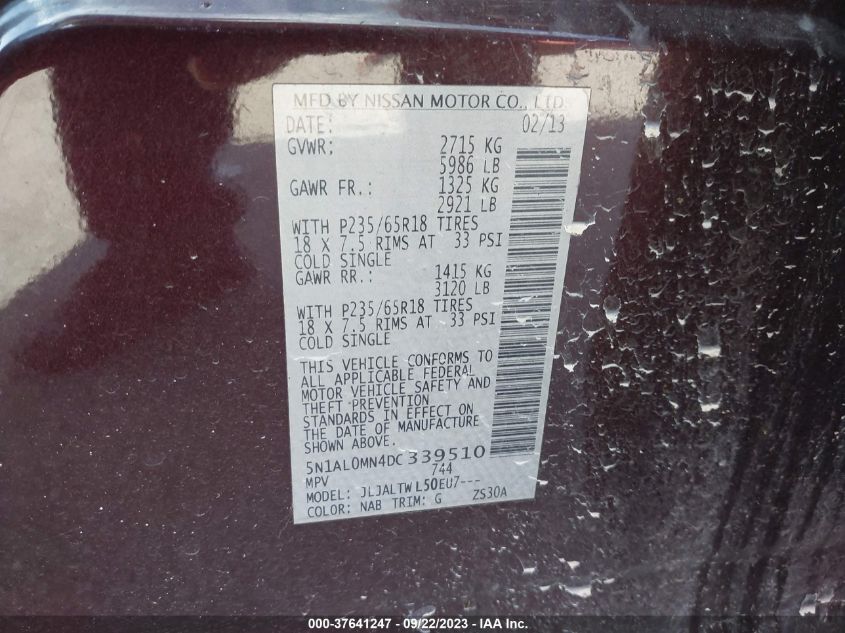 MFD BY NISSAN MOTOR CO., LTD.
DATE: 02/13
GVWR: 2715 KG
5986 LB
GAWR FR.: 1325 KG
2921 LB
WITH P235/65R18 TIRES
18 X 7.5 RIMS AT 33 PSI
COLD SINGLE
GAWR RR.: 1415 KG
3120 LB
WITH P235/65R18 TIRES
18 X 7.5 RIMS AT 33 PSI
COLD SINGLE
THIS VEHICLE CONFORMS TO
ALL APPLICABLE FEDERAL
MOTOR VEHICLE SAFETY AND
THEFT PREVENTION
STANDARDS IN EFFECT ON
THE DATE OF MANUFACTURE
SHOWN ABOVE.
5N1AL0MN4DC339510
MPV 744
MODEL: JLJALTWL50EU7---
COLOR: NAB TRIM: G ZS30A
000-37641247 - 09/22/2023 - IAAI Inc.